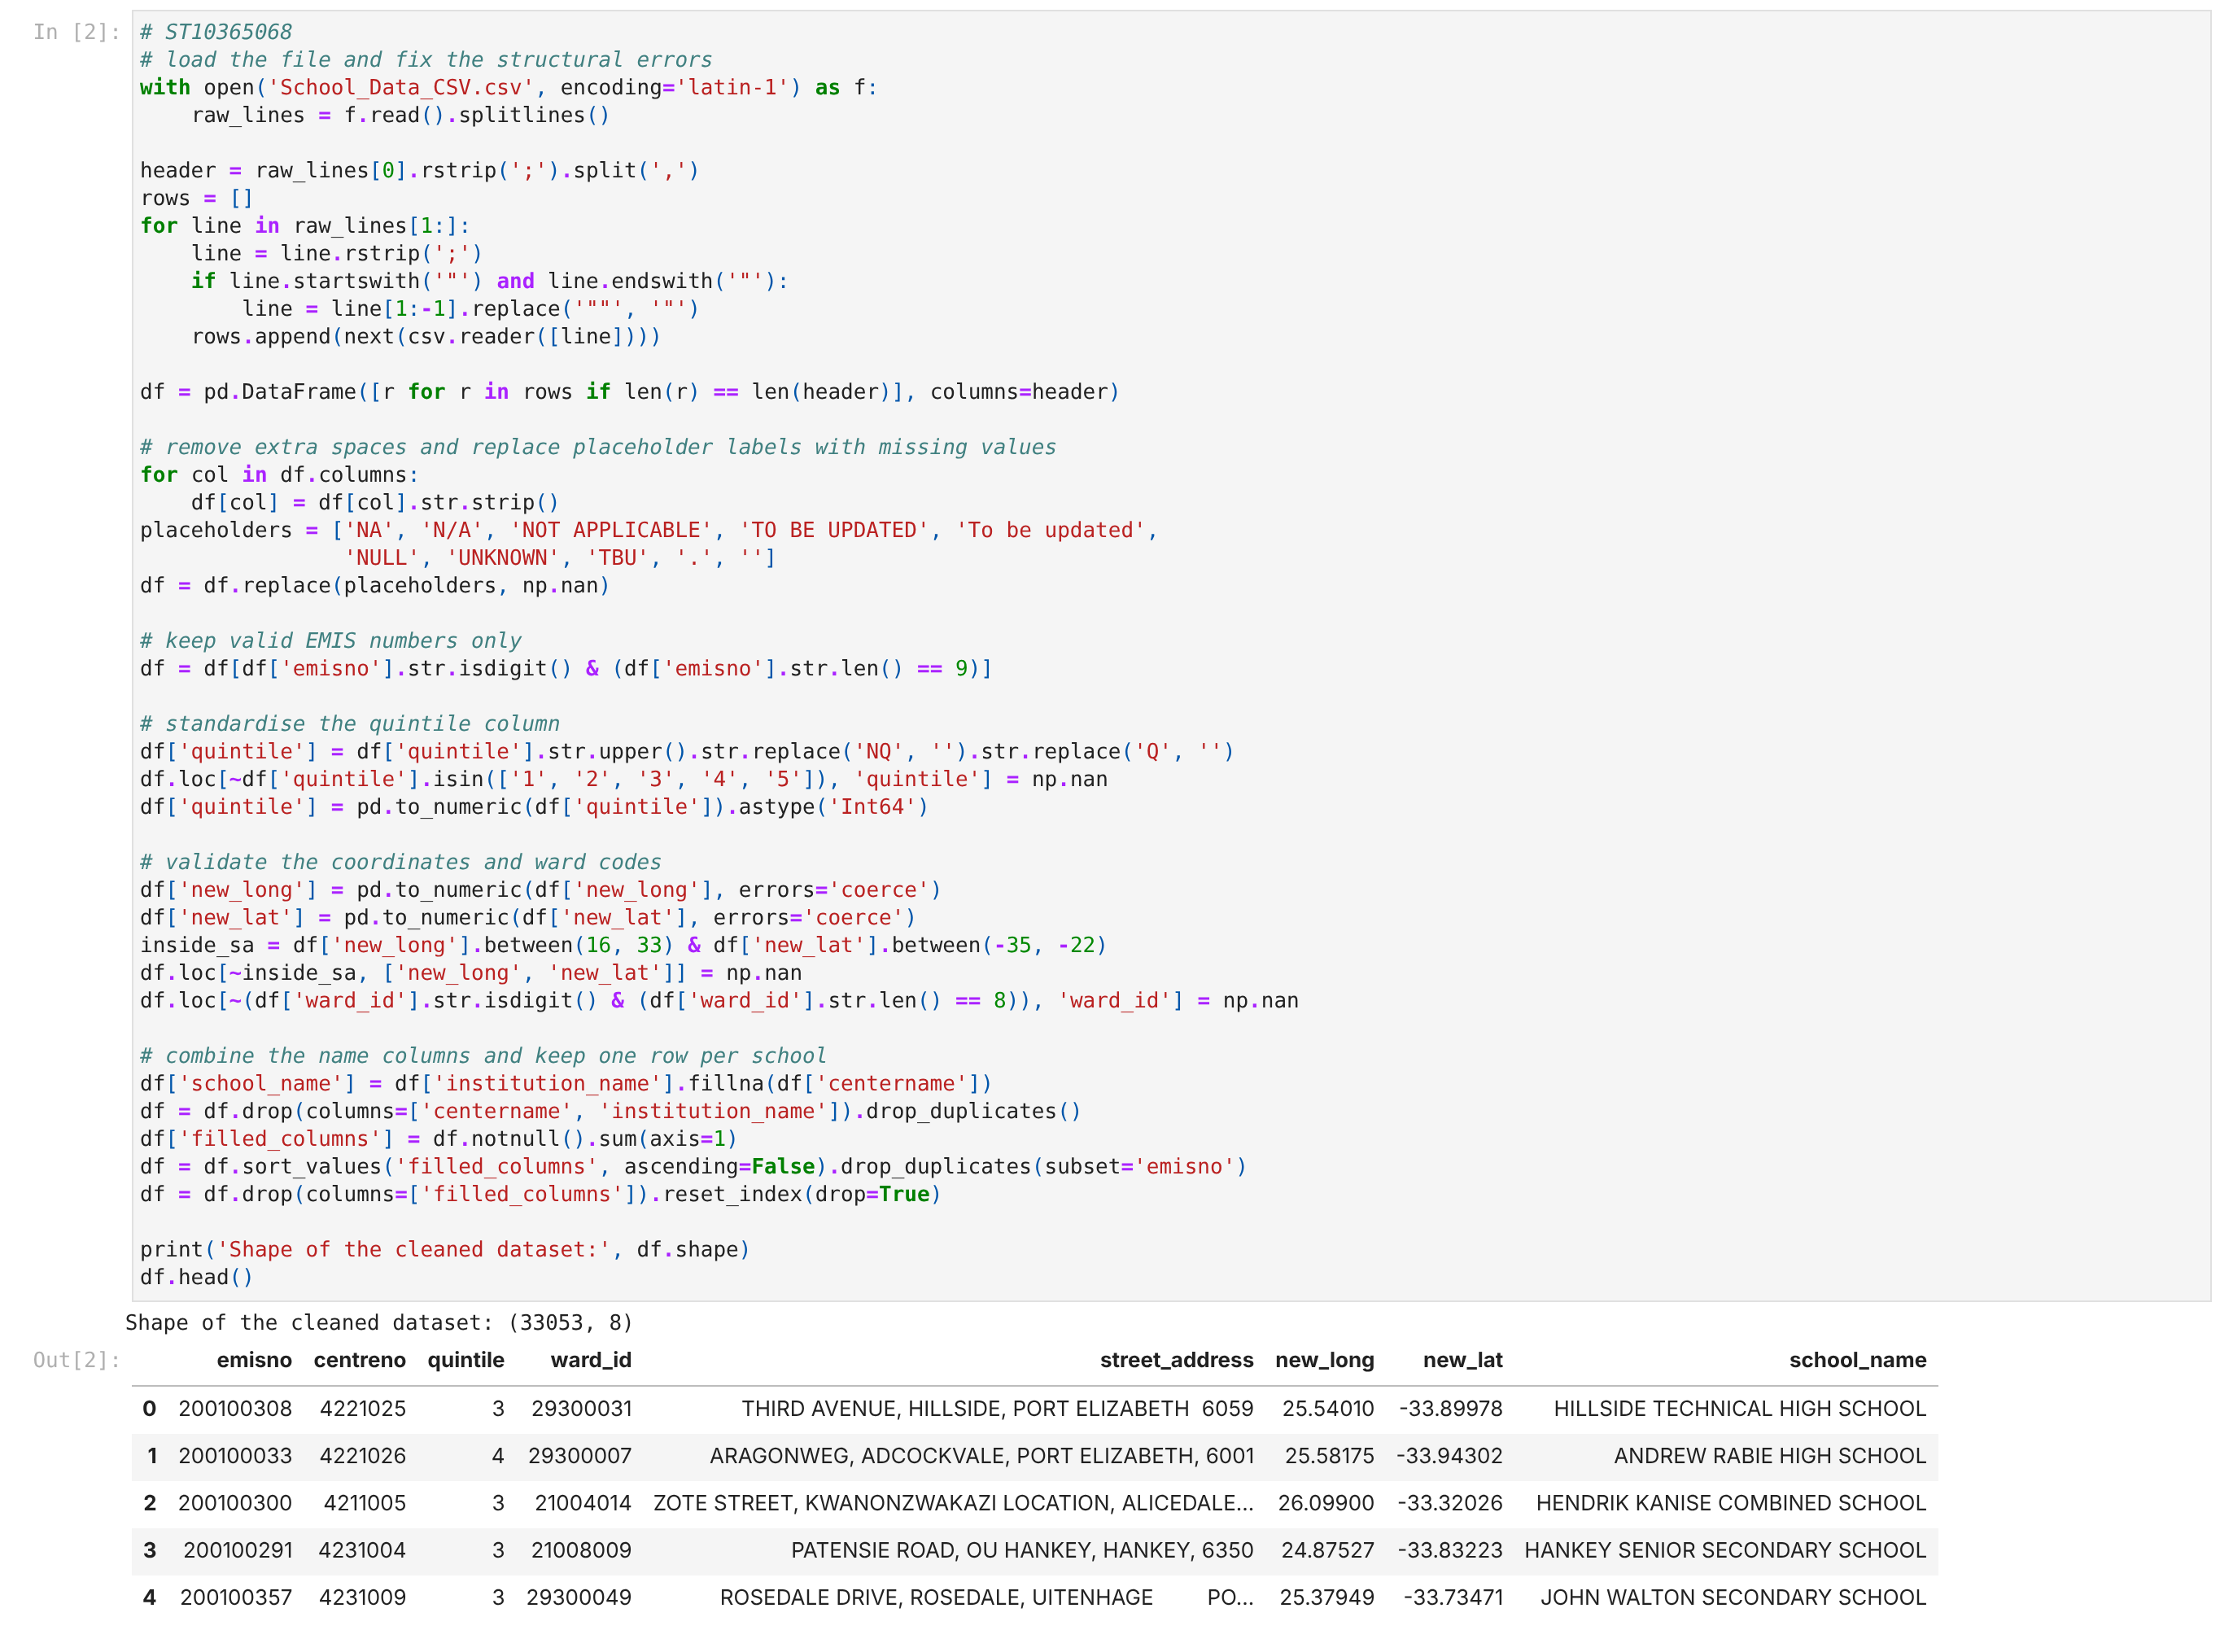 In [2]:
# ST10365068
# load the file and fix the structural errors
with open('School_Data_CSV.csv', encoding='latin-1') as f:
    raw_lines = f.read().splitlines()

header = raw_lines[0].rstrip(';').split(',')
rows = []
for line in raw_lines[1:]:
    line = line.rstrip(';')
    if line.startswith('"') and line.endswith('"'):
        line = line[1:-1].replace('""', '"')
    rows.append(next(csv.reader([line])))

df = pd.DataFrame([r for r in rows if len(r) == len(header)], columns=header)

# remove extra spaces and replace placeholder labels with missing values
for col in df.columns:
    df[col] = df[col].str.strip()
placeholders = ['NA', 'N/A', 'NOT APPLICABLE', 'TO BE UPDATED', 'To be updated',
                'NULL', 'UNKNOWN', 'TBU', '.', '']
df = df.replace(placeholders, np.nan)

# keep valid EMIS numbers only
df = df[df['emisno'].str.isdigit() & (df['emisno'].str.len() == 9)]

# standardise the quintile column
df['quintile'] = df['quintile'].str.upper().str.replace('NQ', '').str.replace('Q', '')
df.loc[~df['quintile'].isin(['1', '2', '3', '4', '5']), 'quintile'] = np.nan
df['quintile'] = pd.to_numeric(df['quintile']).astype('Int64')

# validate the coordinates and ward codes
df['new_long'] = pd.to_numeric(df['new_long'], errors='coerce')
df['new_lat'] = pd.to_numeric(df['new_lat'], errors='coerce')
inside_sa = df['new_long'].between(16, 33) & df['new_lat'].between(-35, -22)
df.loc[~inside_sa, ['new_long', 'new_lat']] = np.nan
df.loc[~(df['ward_id'].str.isdigit() & (df['ward_id'].str.len() == 8)), 'ward_id'] = np.nan

# combine the name columns and keep one row per school
df['school_name'] = df['institution_name'].fillna(df['centername'])
df = df.drop(columns=['centername', 'institution_name']).drop_duplicates()
df['filled_columns'] = df.notnull().sum(axis=1)
df = df.sort_values('filled_columns', ascending=False).drop_duplicates(subset='emisno')
df = df.drop(columns=['filled_columns']).reset_index(drop=True)

print('Shape of the cleaned dataset:', df.shape)
df.head()
Shape of the cleaned dataset: (33053, 8)
Out[2]:
emisno centreno quintile ward_id street_address new_long new_lat school_name
0 200100308 4221025 3 29300031 THIRD AVENUE, HILLSIDE, PORT ELIZABETH  6059 25.54010 -33.89978 HILLSIDE TECHNICAL HIGH SCHOOL
1 200100033 4221026 4 29300007 ARAGONWEG, ADCOCKVALE, PORT ELIZABETH, 6001 25.58175 -33.94302 ANDREW RABIE HIGH SCHOOL
2 200100300 4211005 3 21004014 ZOTE STREET, KWANONZWAKAZI LOCATION, ALICEDALE... 26.09900 -33.32026 HENDRIK KANISE COMBINED SCHOOL
3 200100291 4231004 3 21008009 PATENSIE ROAD, OU HANKEY, HANKEY, 6350 24.87527 -33.83223 HANKEY SENIOR SECONDARY SCHOOL
4 200100357 4231009 3 29300049 ROSEDALE DRIVE, ROSEDALE, UITENHAGE        PO... 25.37949 -33.73471 JOHN WALTON SECONDARY SCHOOL